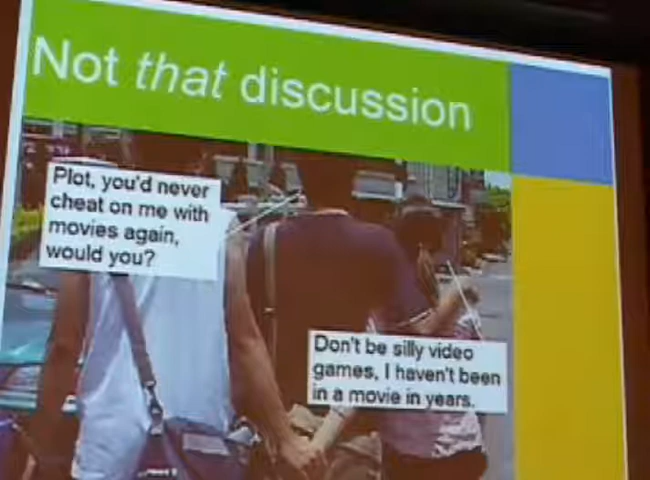 Not that discussion
Plot, you'd never
cheat on me with
movies again,
would you?
Don't be silly video
games, I haven't been
in a movie in years.